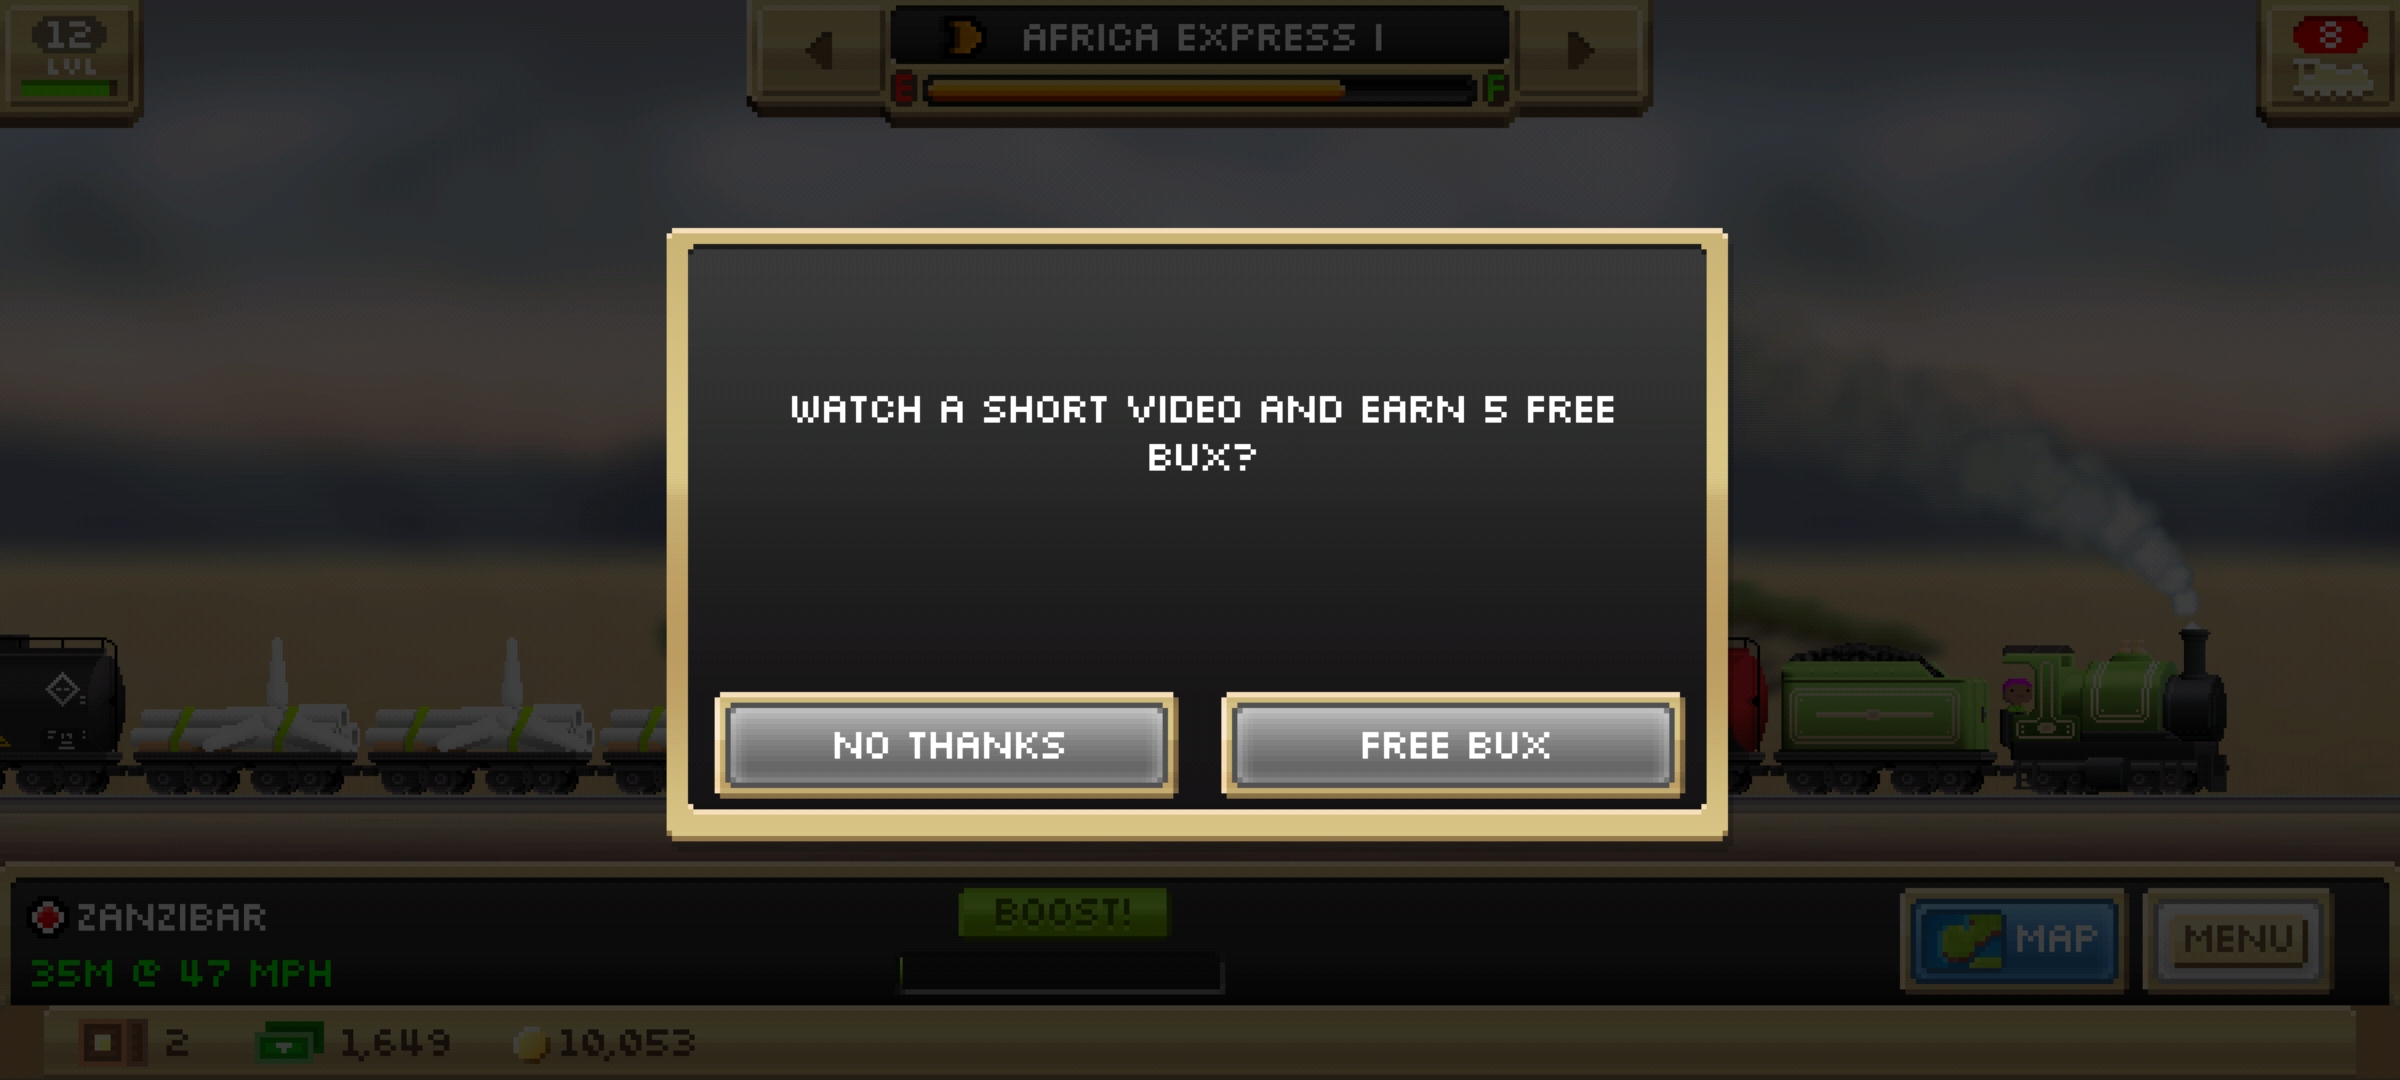 12
LVL
AFRICA EXPRESS I
E
F
8
WATCH A SHORT VIDEO AND EARN 5 FREE
BUX?
NO THANKS
FREE BUX
ZANZIBAR
35M @ 47 MPH
BOOST!
MAP
MENU
2
1,649
10,053